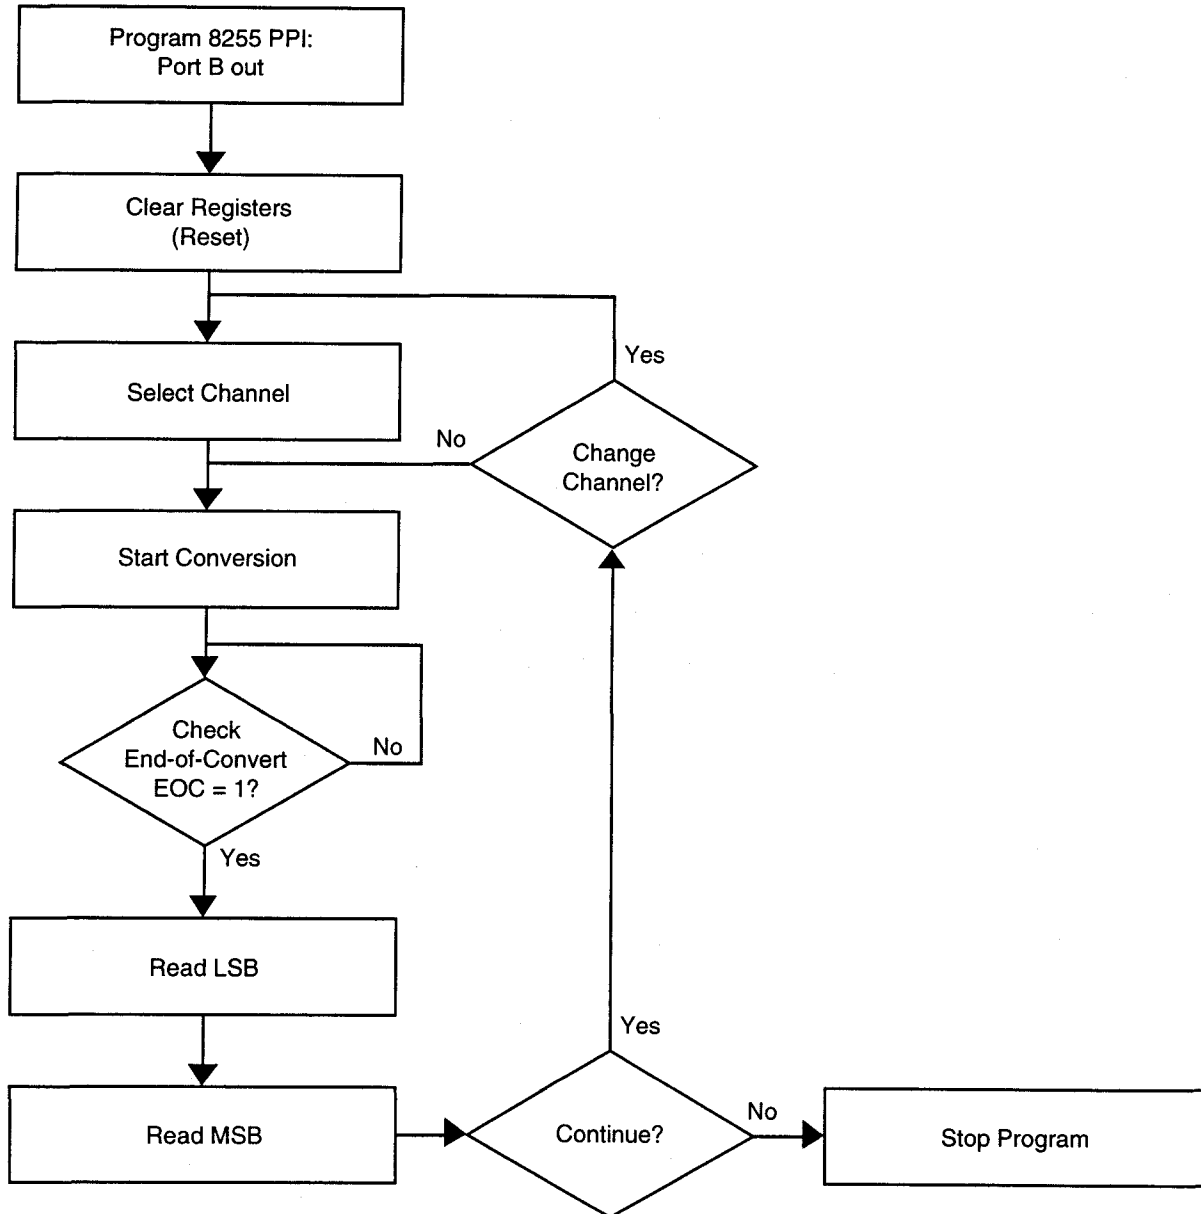 Program 8255 PPI:
Port B out
Clear Registers
(Reset)
Select Channel
Yes
No
Change
Channel?
Start Conversion
Check
End-of-Convert
EOC = 1?
No
Yes
Read LSB
Read MSB
Yes
Continue?
No
Stop Program